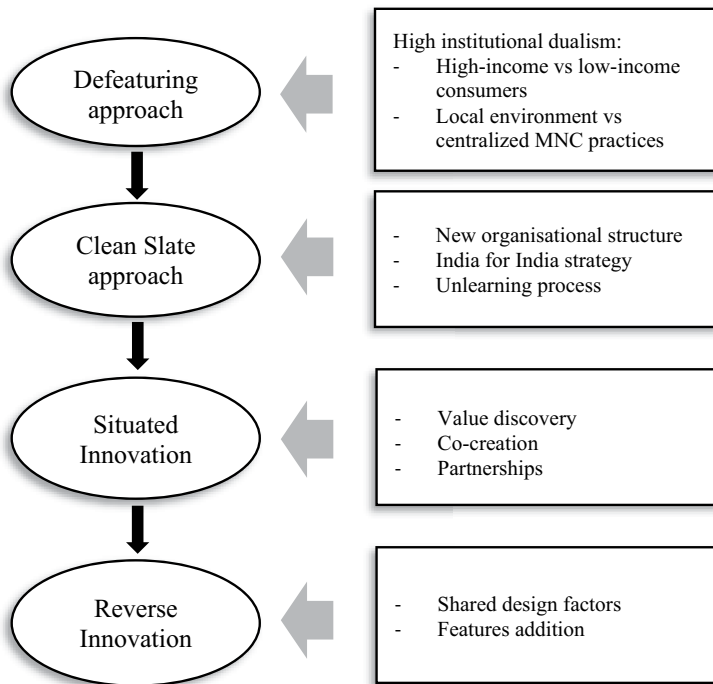 Defeaturing
approach
High institutional dualism:
- High-income vs low-income
consumers
- Local environment vs
centralized MNC practices
Clean Slate
approach
- New organisational structure
- India for India strategy
- Unlearning process
Situated
Innovation
- Value discovery
- Co-creation
- Partnerships
Reverse
Innovation
- Shared design factors
- Features addition